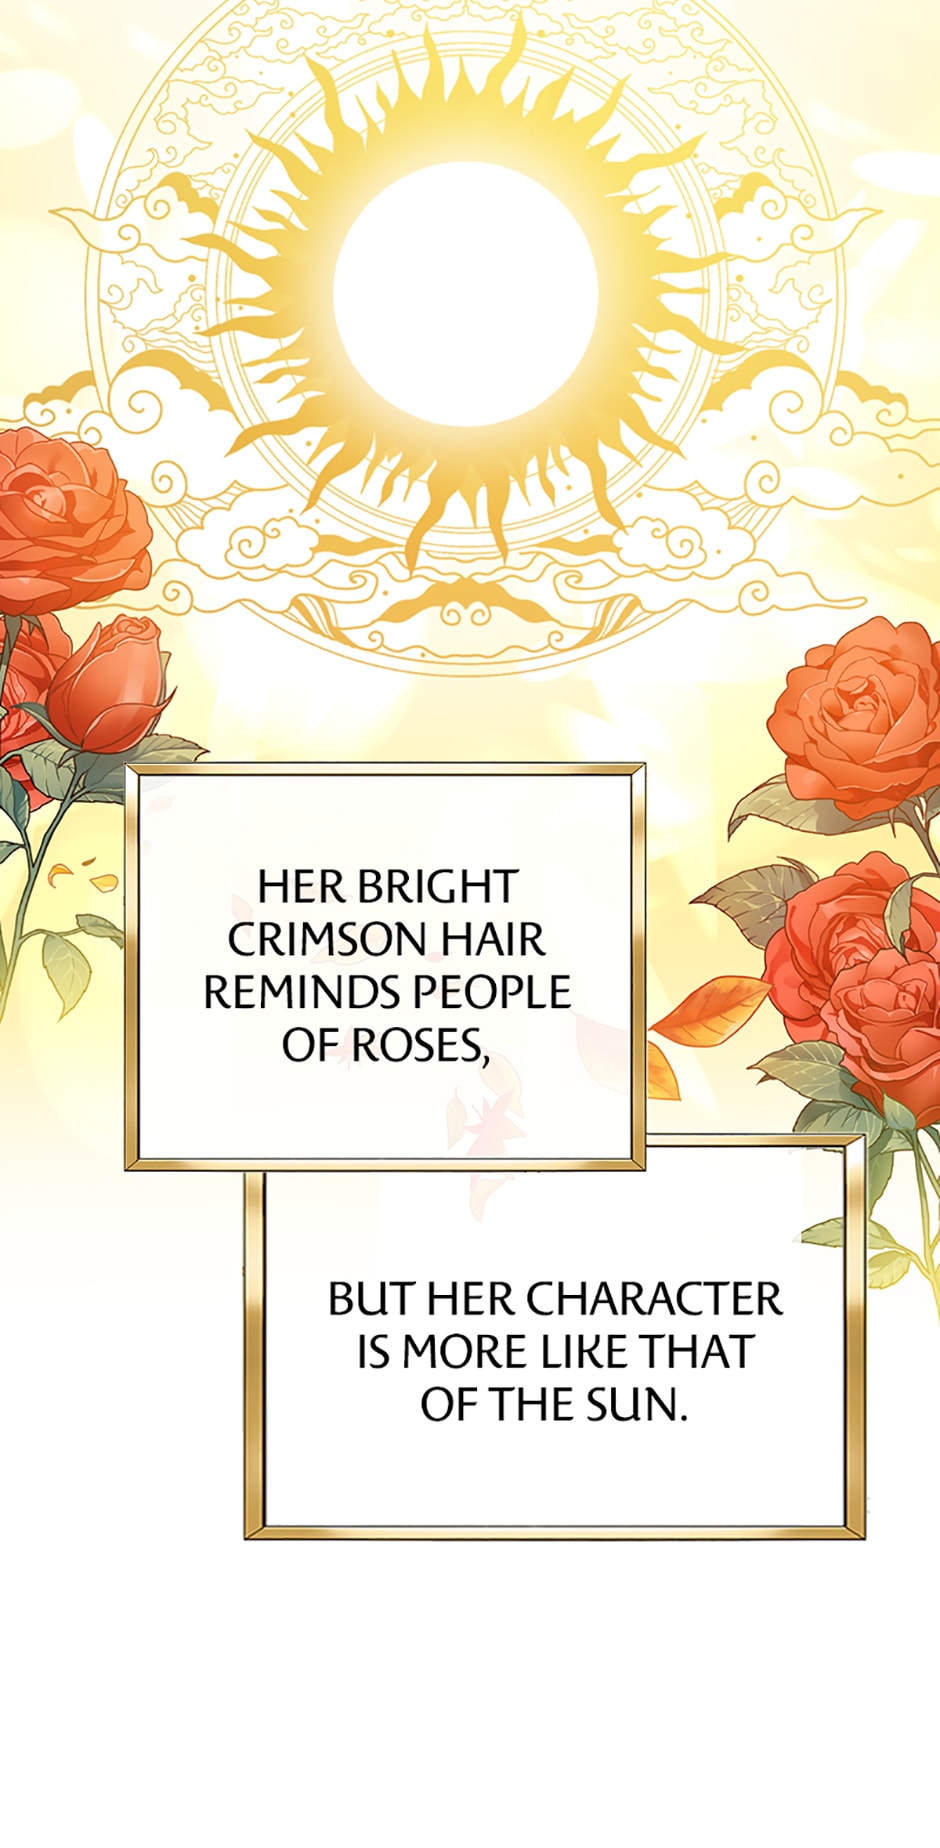 HER BRIGHT
CRIMSON HAIR
REMINDS PEOPLE
OF ROSES,
BUT HER CHARACTER
IS MORE LIKE THAT
OF THE SUN.